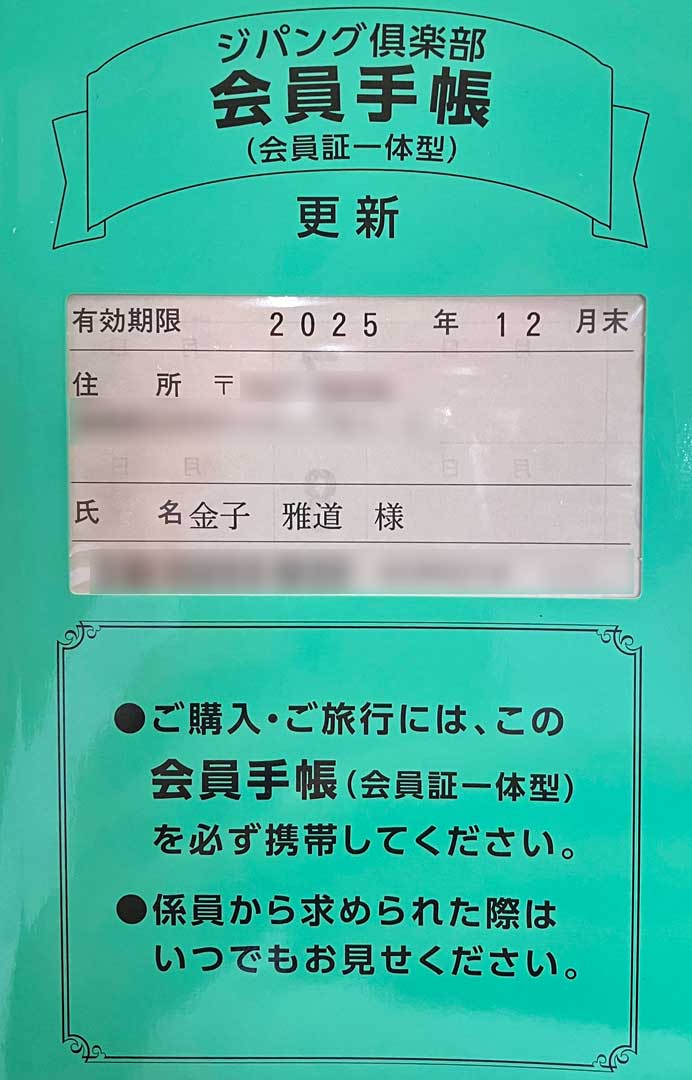 ジパング倶楽部
会員手帳
(会員証一体型)
更新
有効期限 2025 年 12 月末
住 所 〒
氏 名 金子 雅道 様
●ご購入・ご旅行には、この
会員手帳(会員証一体型)
を必ず携帯してください。
●係員から求められた際は
いつでもお見せください。